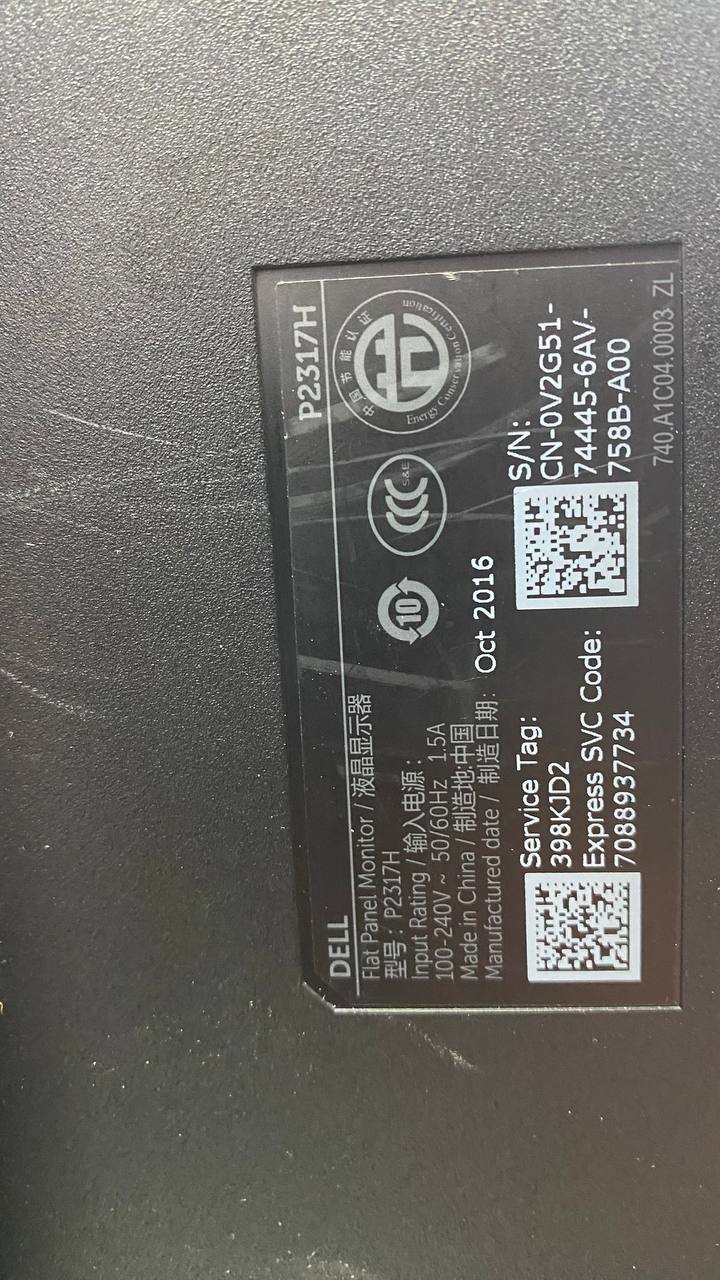 DELL P2317H
Flat Panel Monitor / 液晶显示器
型号: P2317H
Input Rating / 输入电源:
100-240V ~ 50/60Hz 1.5A
Made in China / 制造地:中国
Manufactured date / 制造日期: Oct 2016
10
S&E
中国节能认证
Energy Conservation Certification
Service Tag:
398KJD2
Express SVC Code:
7088937734
S/N:
CN-0V2G51-
74445-6AV-
758B-A00
740.A1C04.0003 ZL